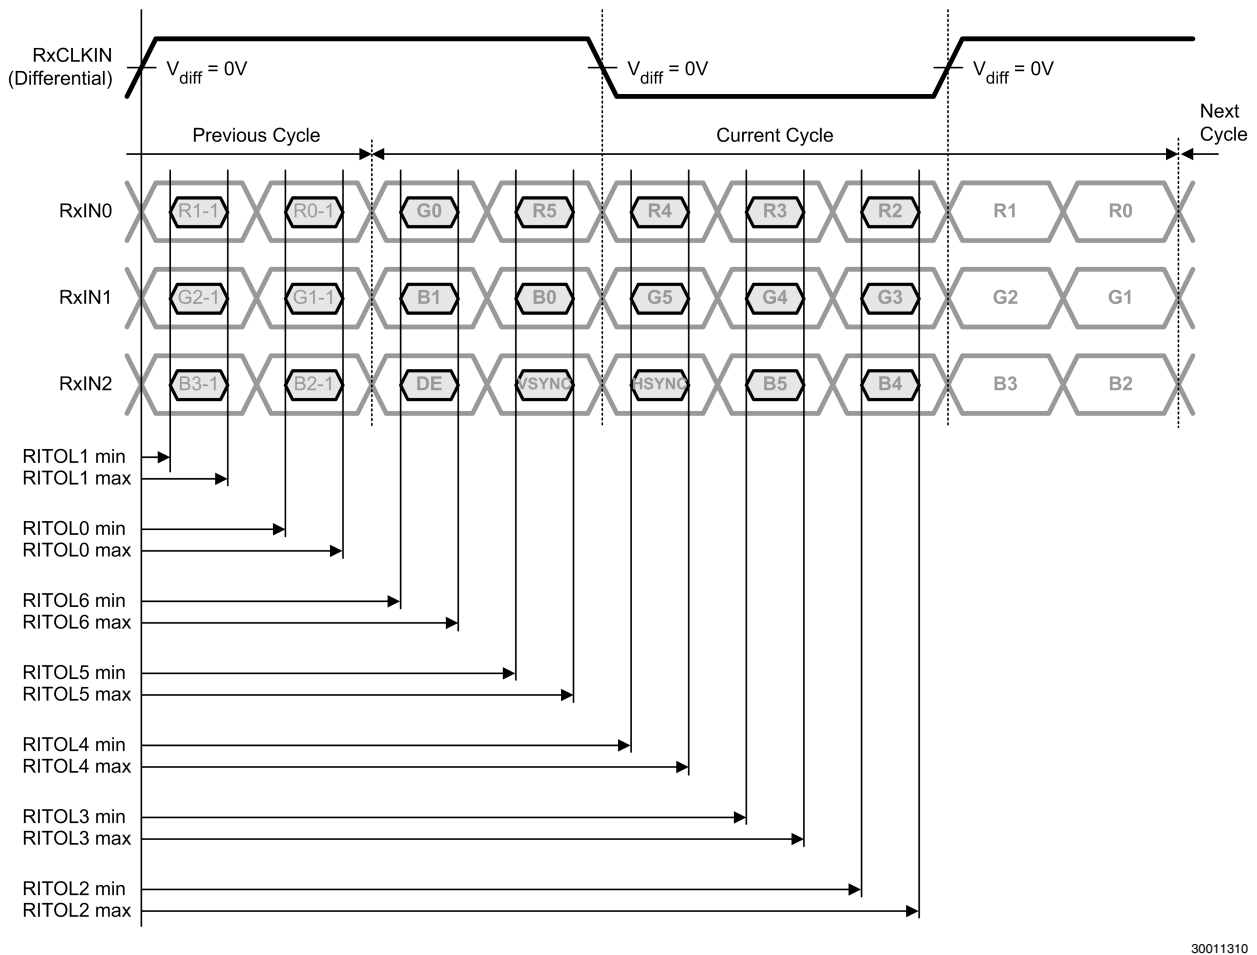 RxCLKIN
(Differential)
Vdiff = 0V
Vdiff = 0V
Vdiff = 0V
Previous Cycle
Current Cycle
Next
Cycle
RxIN0
R1-1
R0-1
G0
R5
R4
R3
R2
R1
R0
RxIN1
G2-1
G1-1
B1
B0
G5
G4
G3
G2
G1
RxIN2
B3-1
B2-1
DE
VSYNC
HSYNC
B5
B4
B3
B2
RITOL1 min
RITOL1 max
RITOL0 min
RITOL0 max
RITOL6 min
RITOL6 max
RITOL5 min
RITOL5 max
RITOL4 min
RITOL4 max
RITOL3 min
RITOL3 max
RITOL2 min
RITOL2 max
30011310